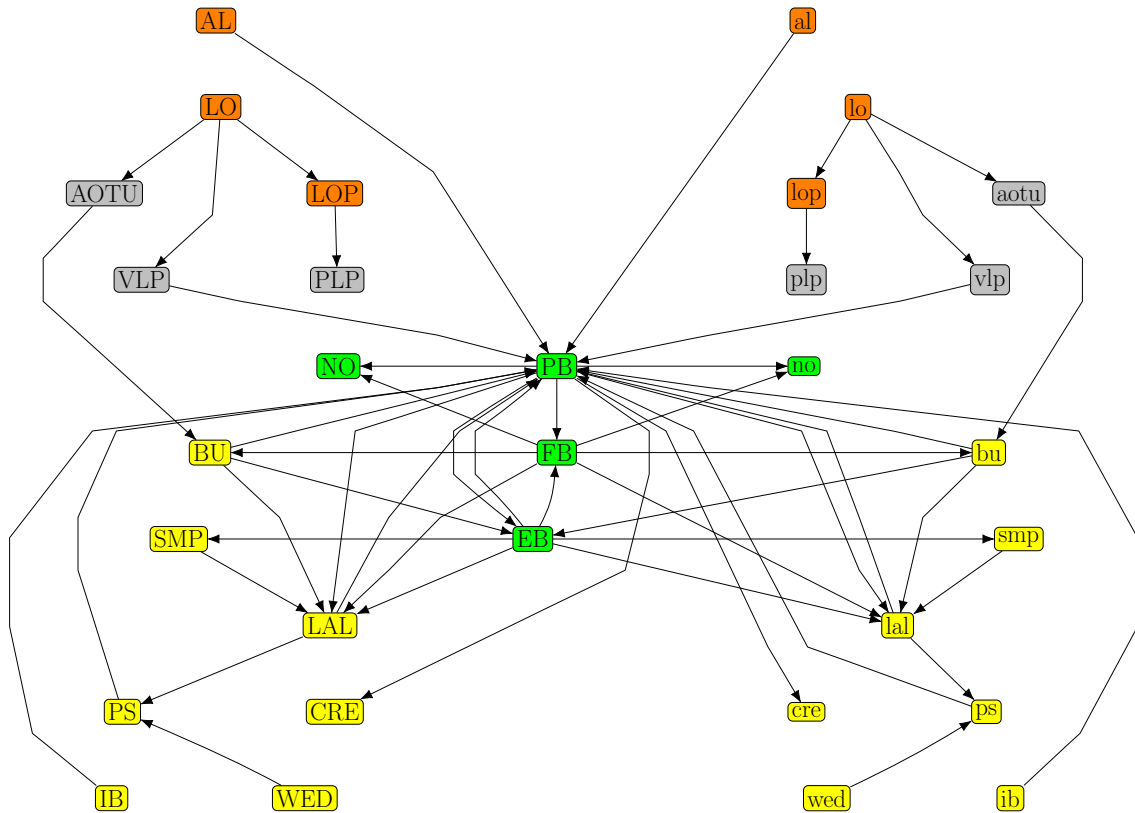 AL al
LO lo
AOTU LOP lop aotu
VLP PLP plp vlp
NO PB no
BU FB bu
SMP EB smp
LAL lal
PS CRE cre ps
IB WED wed ib